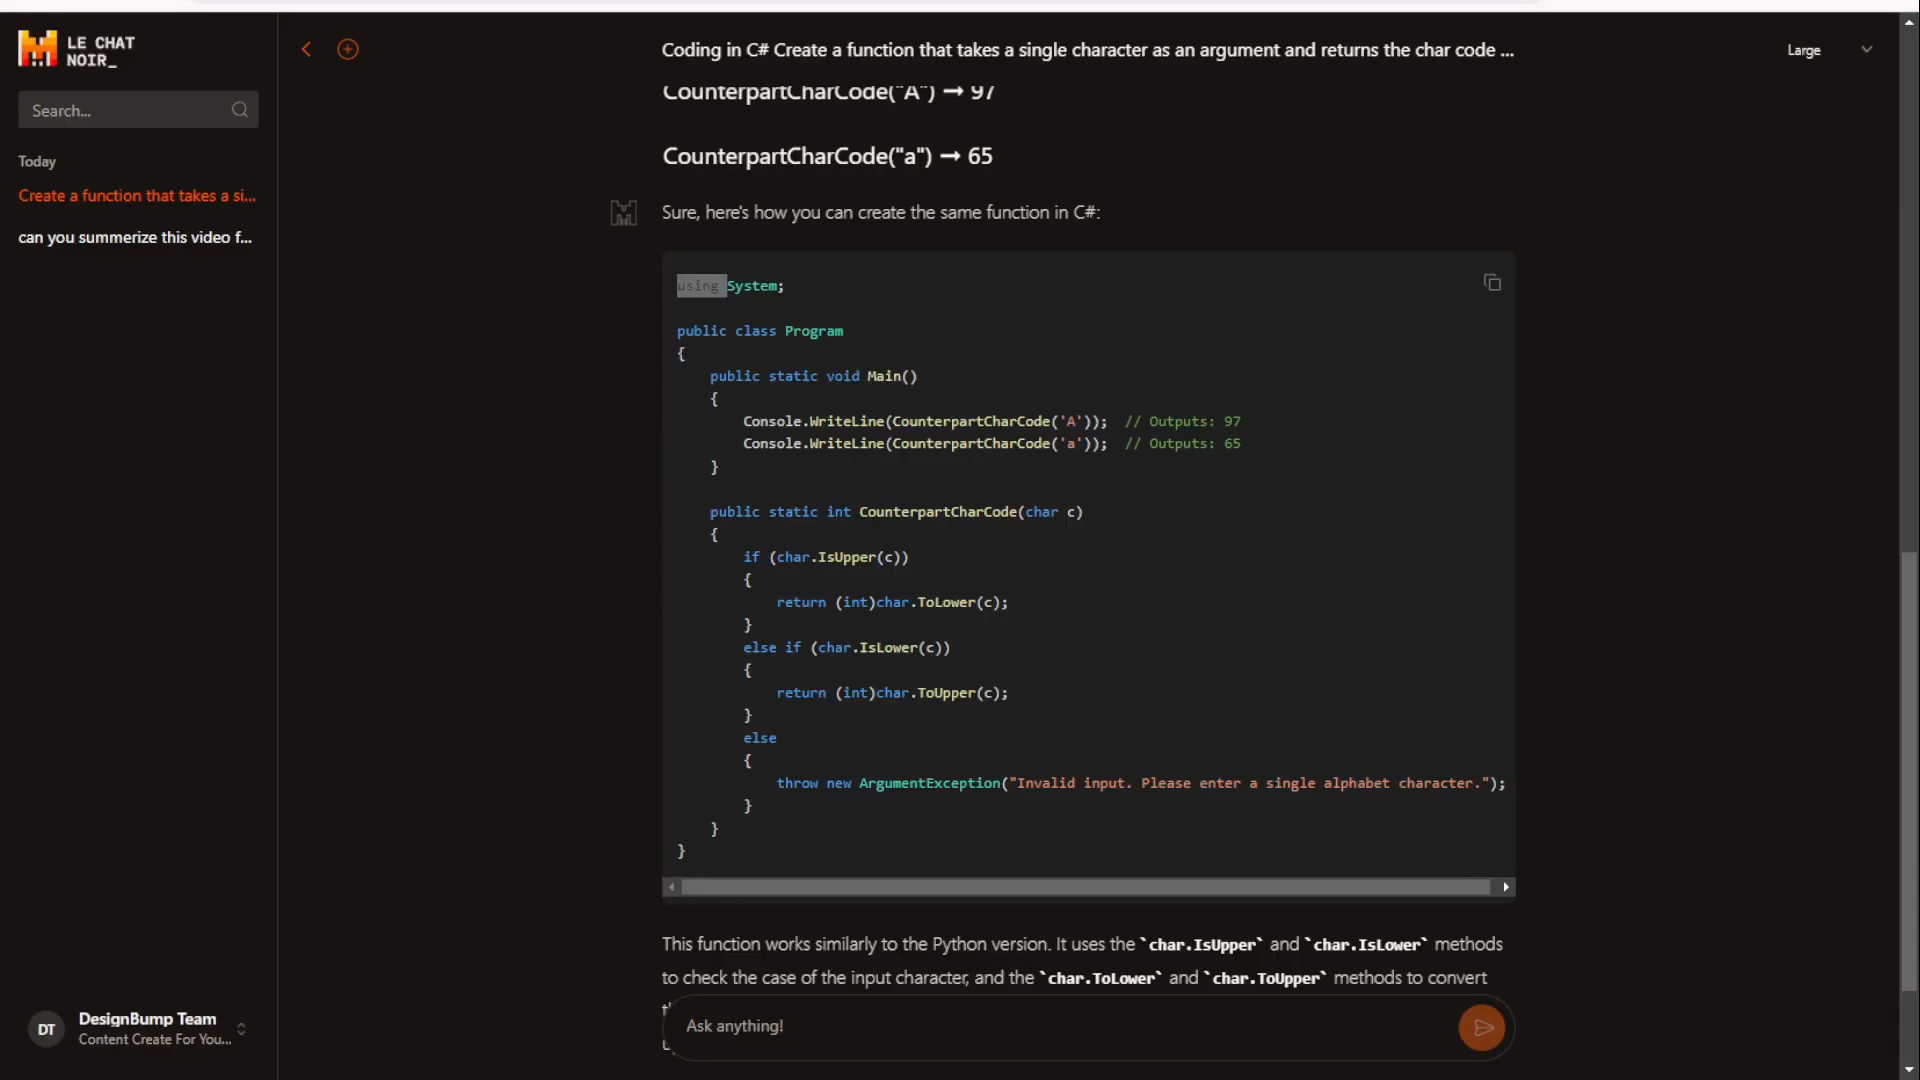 LE CHAT
NOIR_
Search...
Today
Create a function that takes a si...
can you summerize this video f...
DT
DesignBump Team
Content Create For You...
Coding in C# Create a function that takes a single character as an argument and returns the char code ...
Large
CounterpartCharCode("A") ➞ 97
CounterpartCharCode("a") ➞ 65
Sure, here's how you can create the same function in C#:
using System;
public class Program
{
    public static void Main()
    {
        Console.WriteLine(CounterpartCharCode('A'));  // Outputs: 97
        Console.WriteLine(CounterpartCharCode('a'));  // Outputs: 65
    }
    public static int CounterpartCharCode(char c)
    {
        if (char.IsUpper(c))
        {
            return (int)char.ToLower(c);
        }
        else if (char.IsLower(c))
        {
            return (int)char.ToUpper(c);
        }
        else
        {
            throw new ArgumentException("Invalid input. Please enter a single alphabet character.");
        }
    }
}
This function works similarly to the Python version. It uses the `char.IsUpper` and `char.IsLower` methods
to check the case of the input character, and the `char.ToLower` and `char.ToUpper` methods to convert
Ask anything!